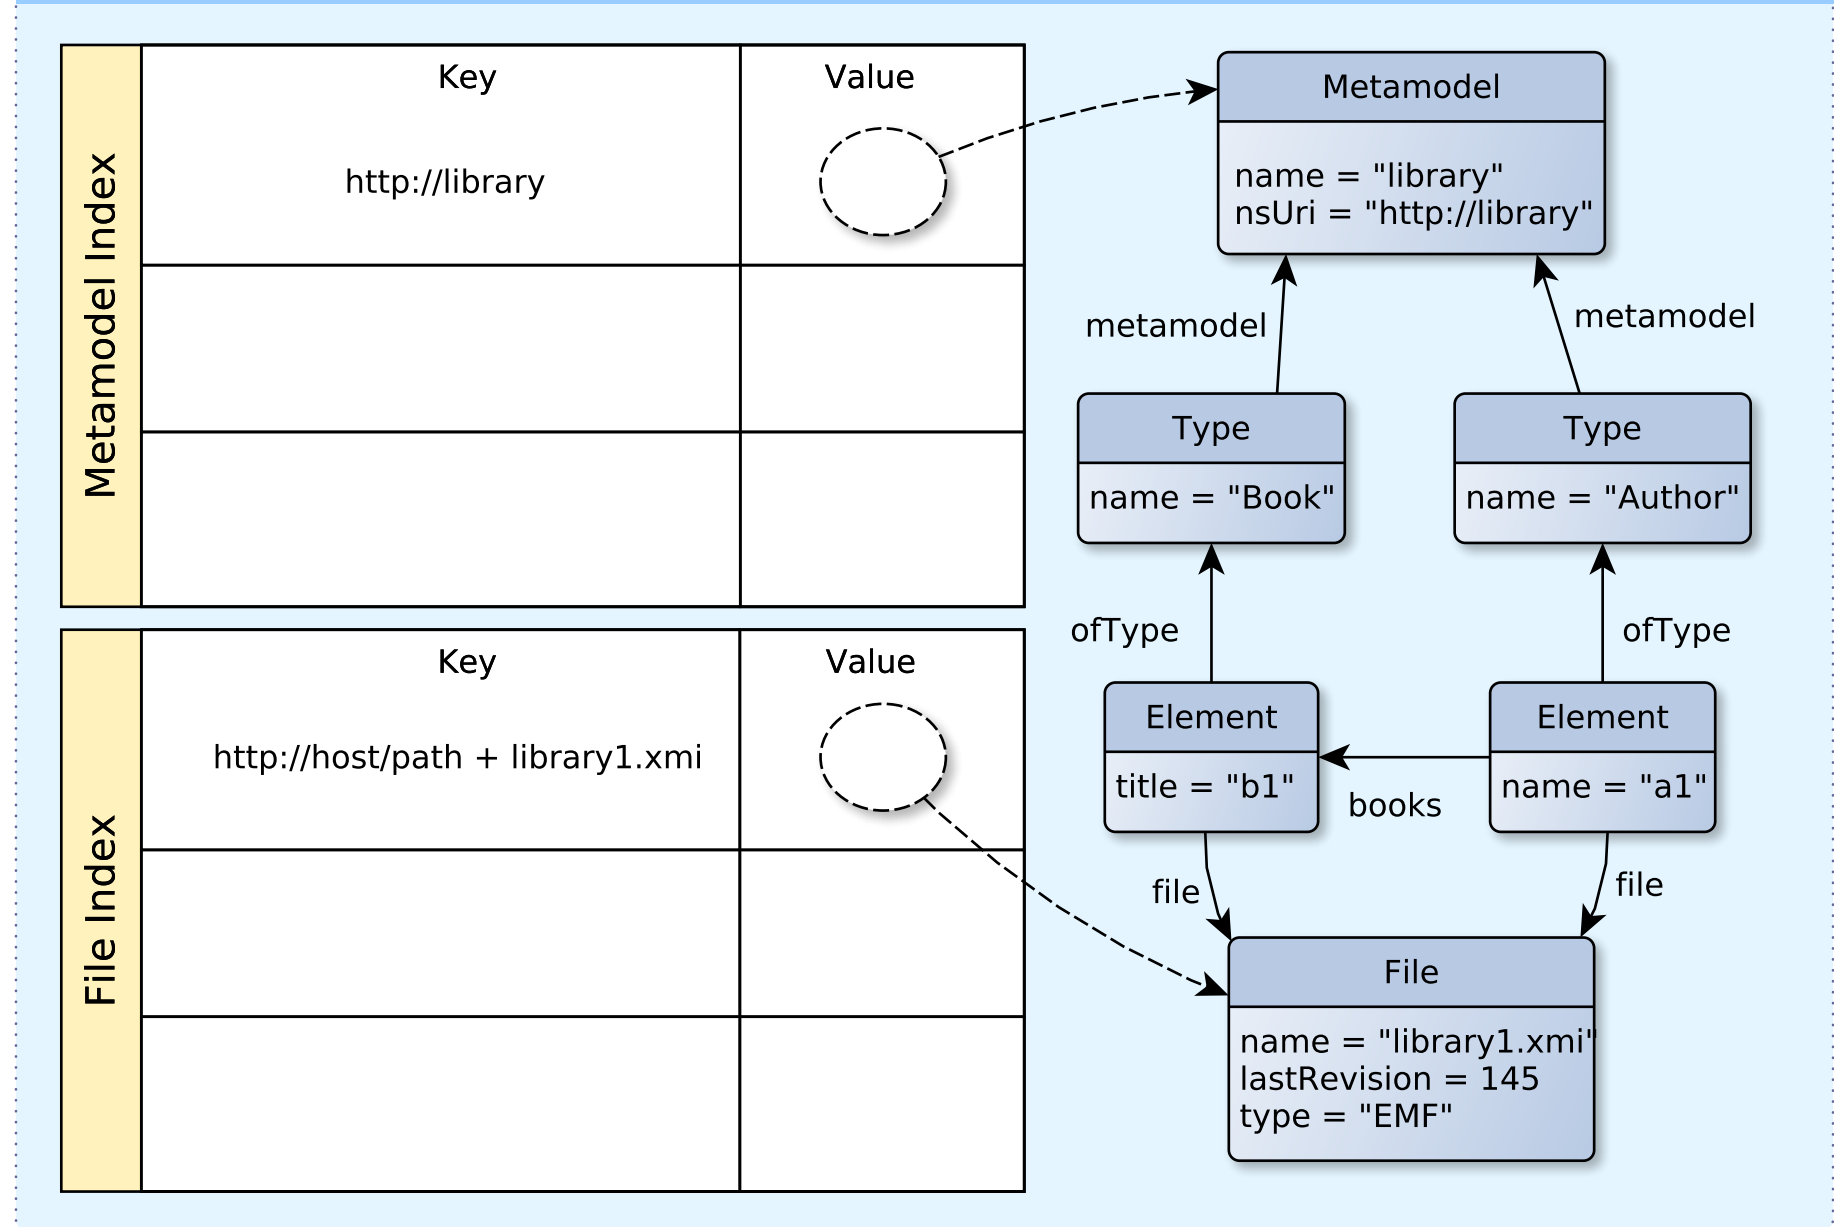 Metamodel Index
Key
Value
http://library
File Index
Key
Value
http://host/path + library1.xmi
Metamodel
name = "library"
nsUri = "http://library"
metamodel
metamodel
Type
name = "Book"
Type
name = "Author"
ofType
ofType
Element
title = "b1"
books
Element
name = "a1"
file
file
File
name = "library1.xmi"
lastRevision = 145
type = "EMF"